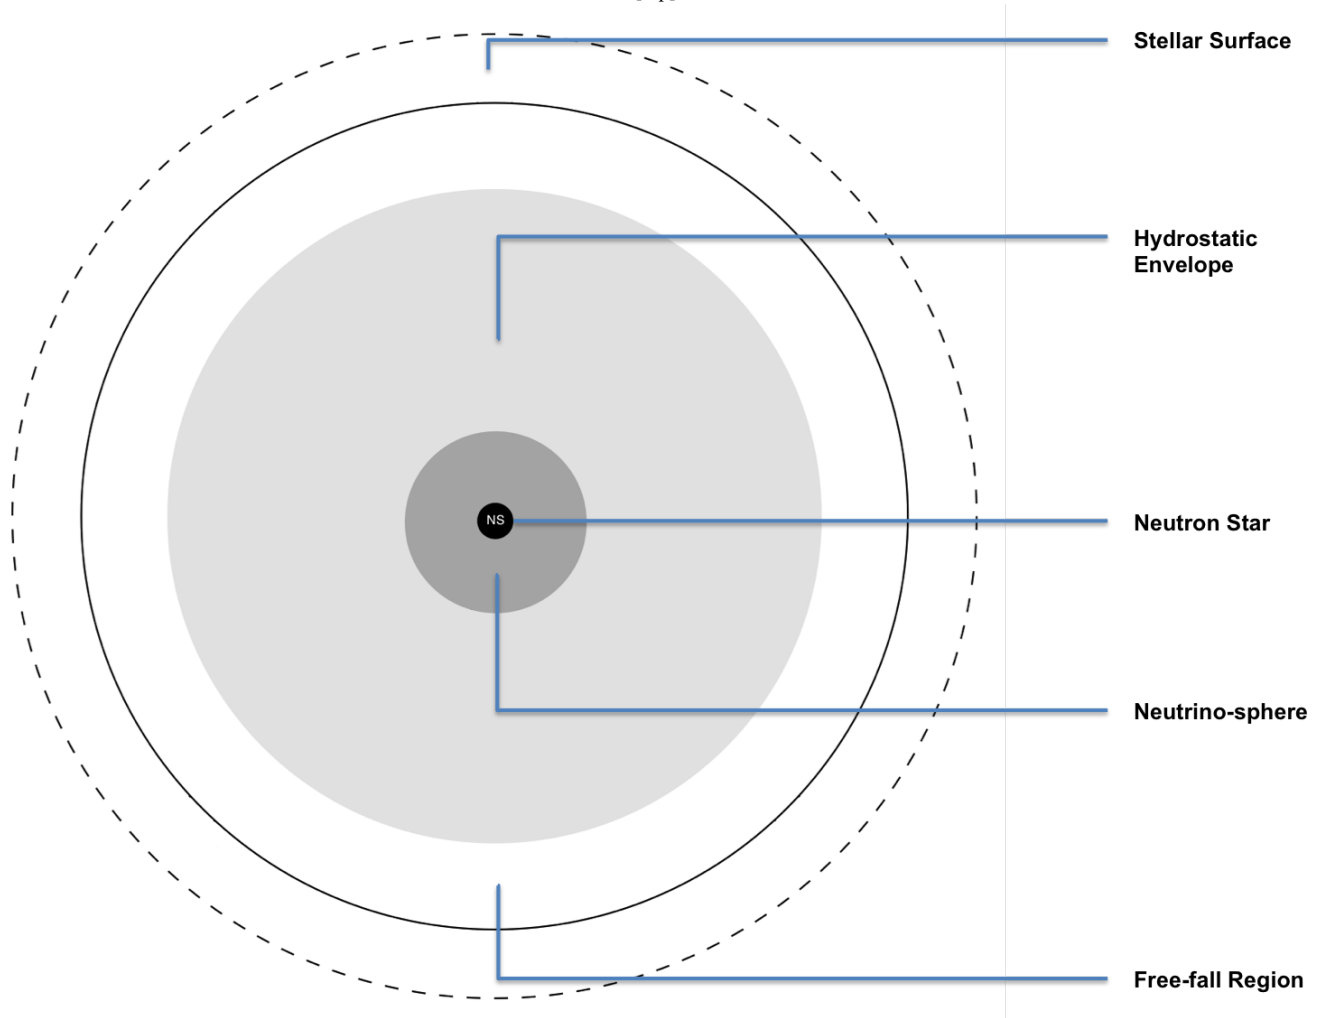 Stellar Surface
Hydrostatic
Envelope
NS
Neutron Star
Neutrino-sphere
Free-fall Region